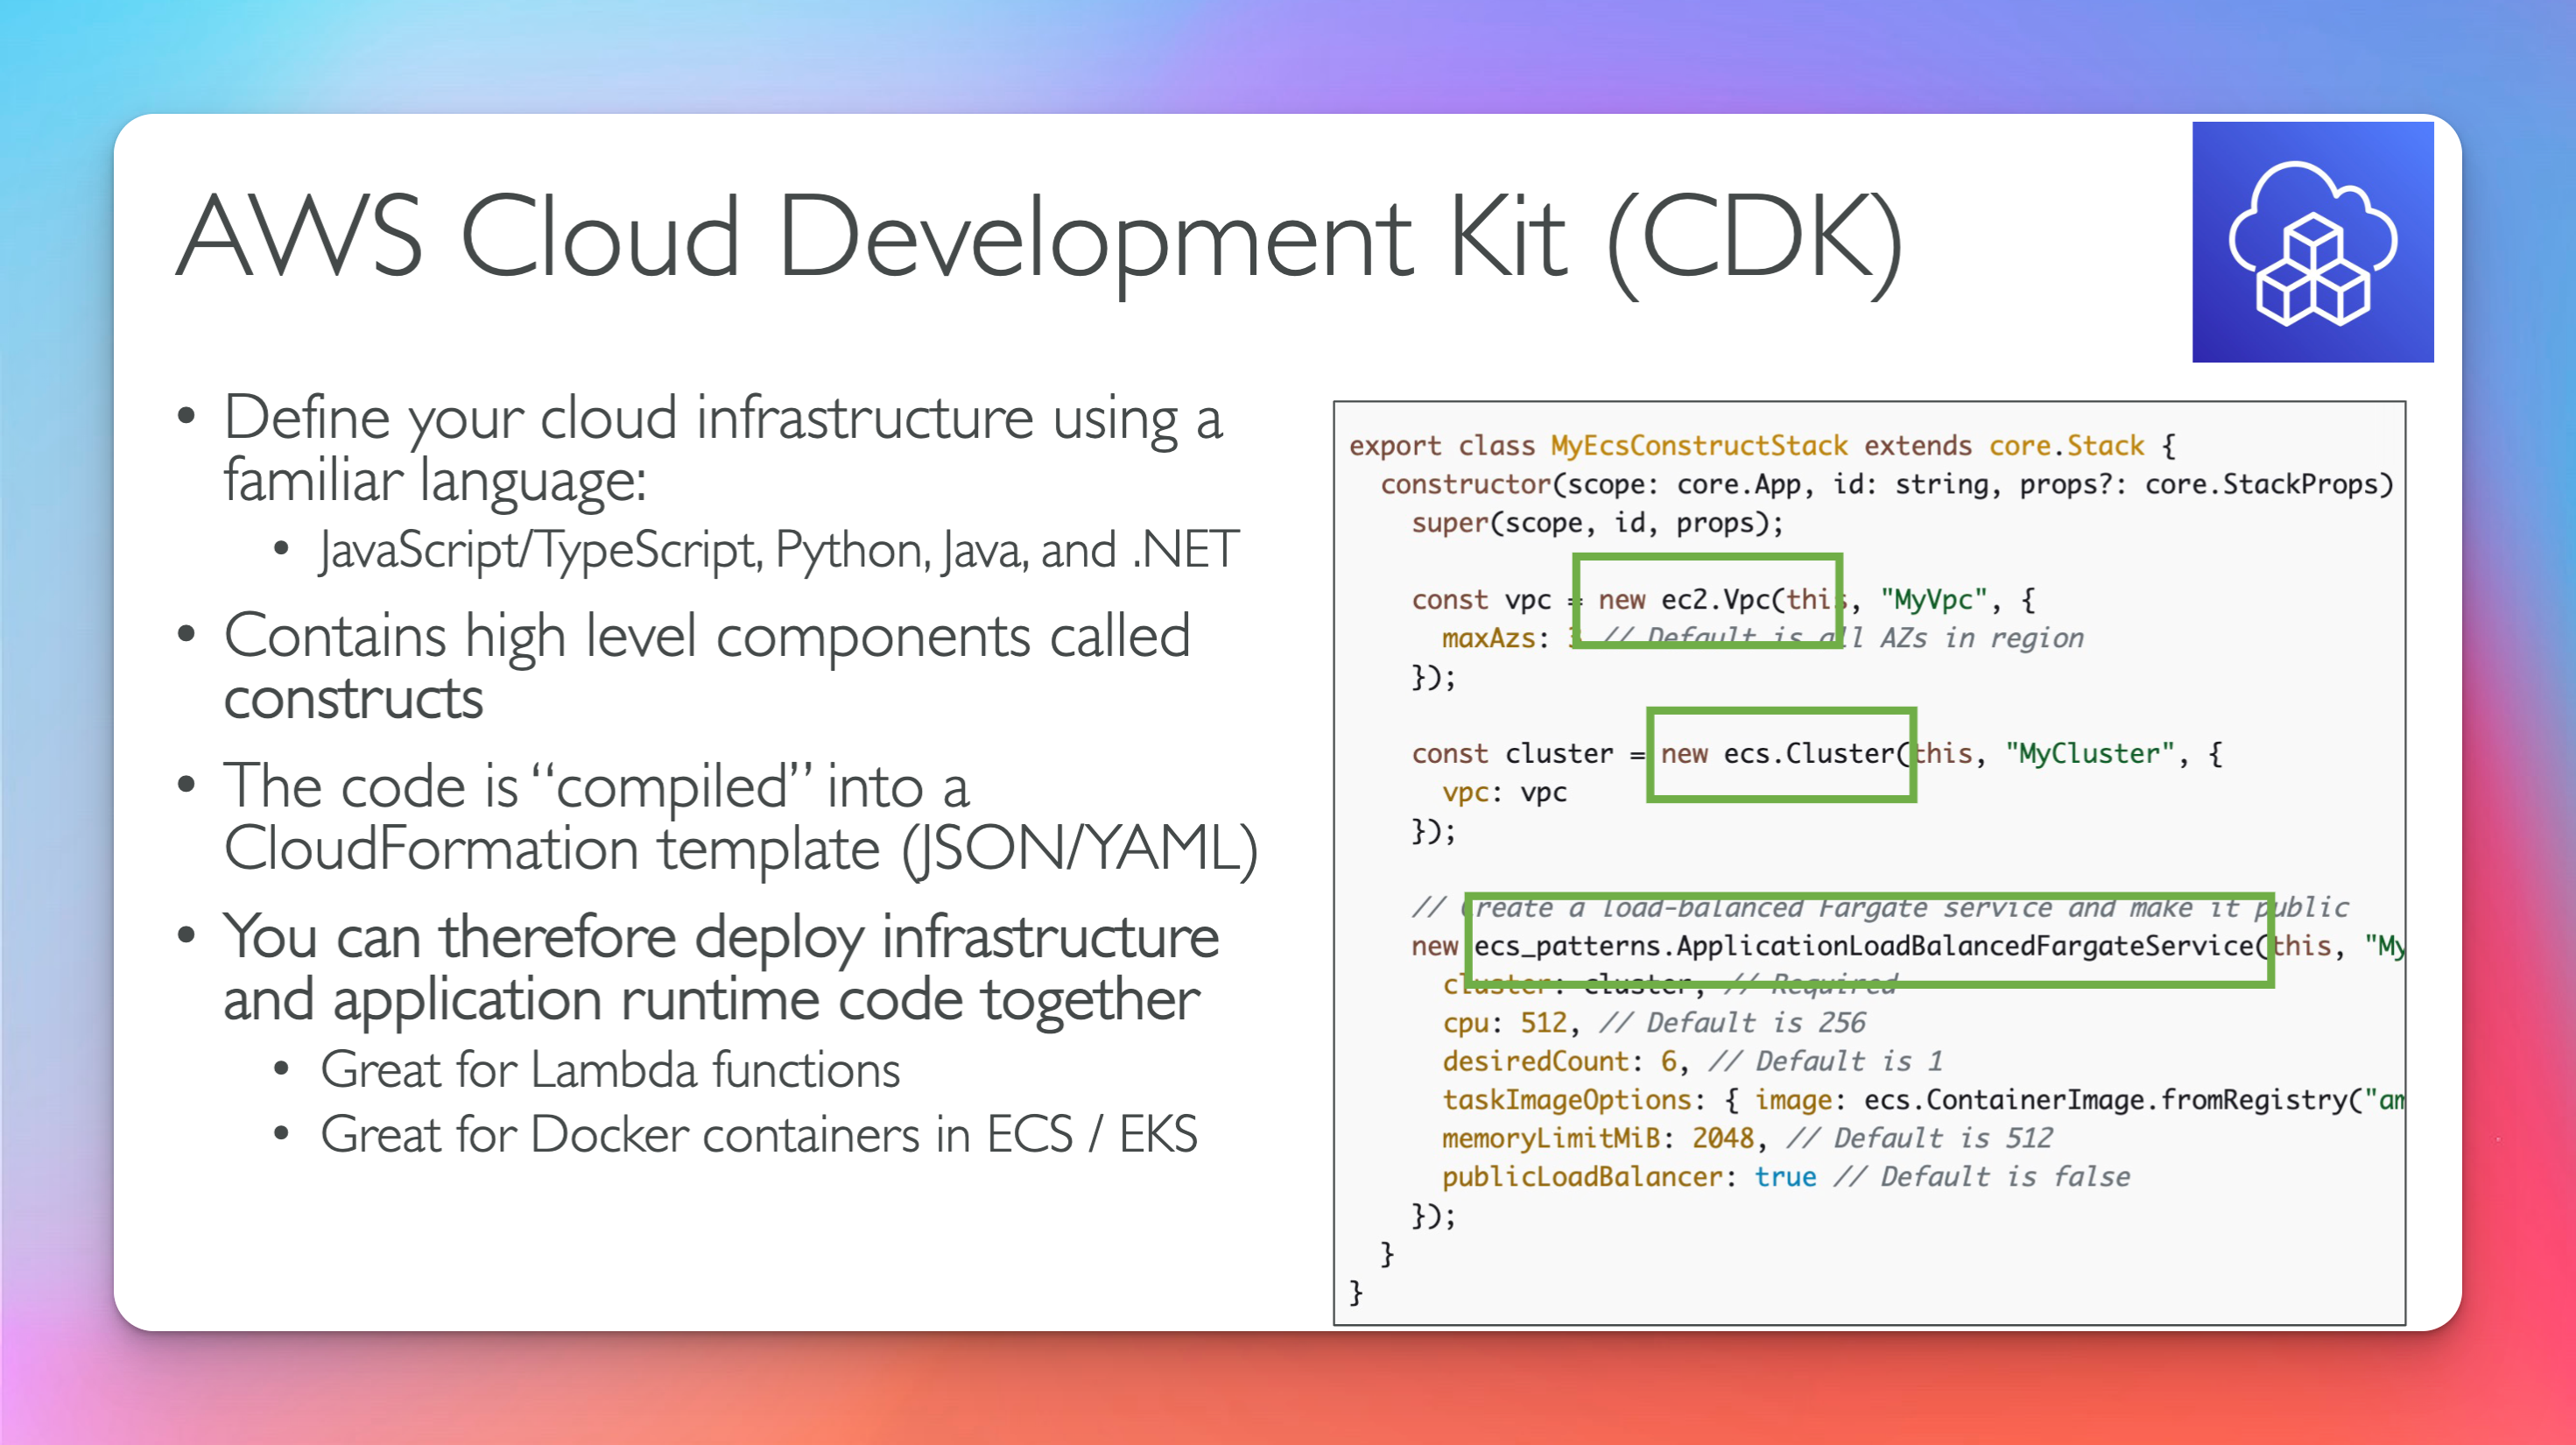 AWS Cloud Development Kit (CDK)
• Define your cloud infrastructure using a
familiar language:
• JavaScript/TypeScript, Python, Java, and .NET
• Contains high level components called
constructs
• The code is “compiled” into a
CloudFormation template (JSON/YAML)
• You can therefore deploy infrastructure
and application runtime code together
• Great for Lambda functions
• Great for Docker containers in ECS / EKS
export class MyEcsConstructStack extends core.Stack {
constructor(scope: core.App, id: string, props?: core.StackProps)
super(scope, id, props);
const vpc = new ec2.Vpc(this, "MyVpc", {
maxAzs: 3 // Default is all AZs in region
});
const cluster = new ecs.Cluster(this, "MyCluster", {
vpc: vpc
});
// Create a load-balanced Fargate service and make it public
new ecs_patterns.ApplicationLoadBalancedFargateService(this, "My
cluster: cluster, // Required
cpu: 512, // Default is 256
desiredCount: 6, // Default is 1
taskImageOptions: { image: ecs.ContainerImage.fromRegistry("am
memoryLimitMiB: 2048, // Default is 512
publicLoadBalancer: true // Default is false
});
}
}